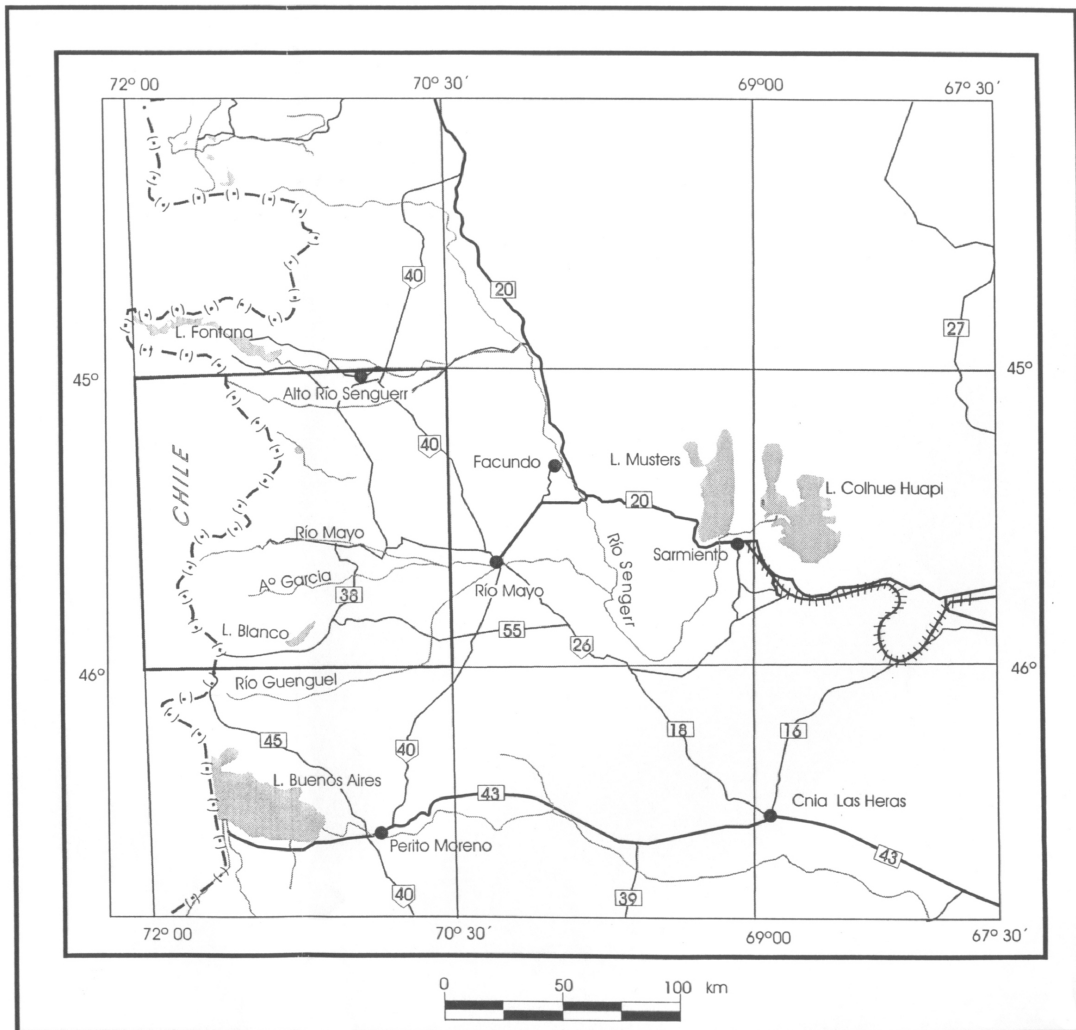 72° 00
70° 30´
69° 00
67° 30´
40
20
27
L. Fontana
45°
45°
Alto Río Senguerr
40
Facundo
L. Musters
CHILE
L. Colhue Huapi
20
Río Mayo
Sarmiento
Río Sengerr
Aº Garcia
Río Mayo
38
L. Blanco
55
26
46°
46°
Río Guenguel
18
16
45
40
L. Buenos Aires
43
Cnia Las Heras
Perito Moreno
43
40
39
72° 00
70° 30´
69°00
67° 30´
0 50 100 km